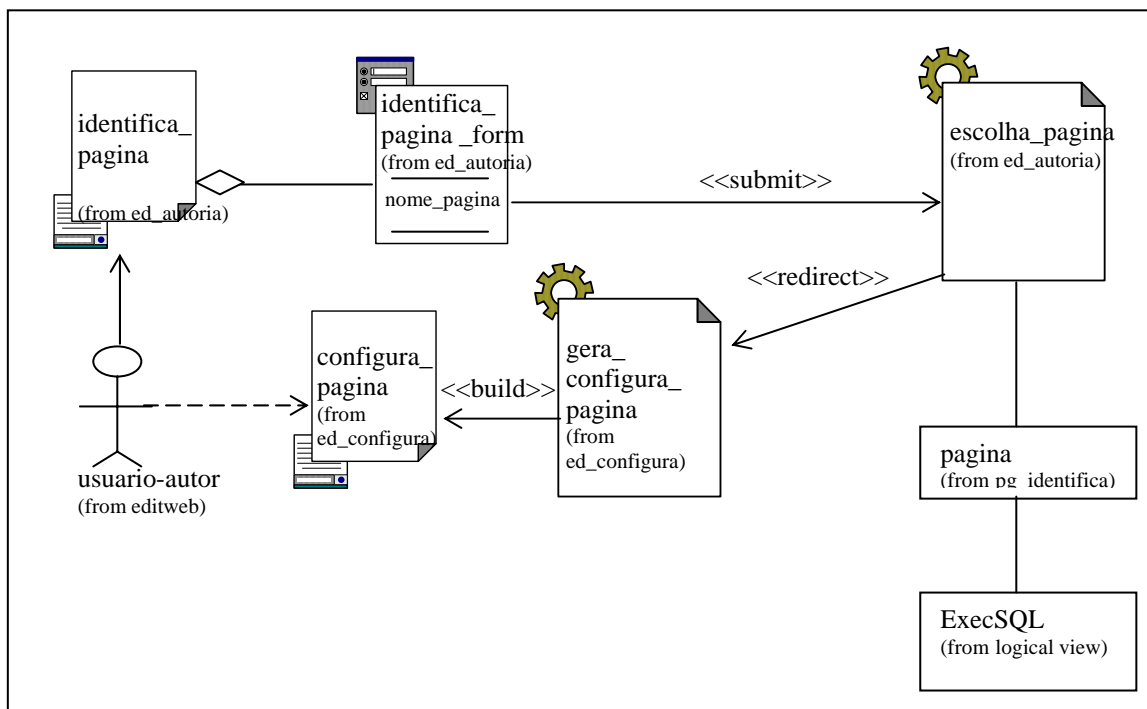 identifica_
pagina
(from ed_autoria)
identifica_
pagina _form
(from ed_autoria)
nome_pagina
<<submit>>
escolha_pagina
(from ed_autoria)
<<redirect>>
gera_
configura_
pagina
(from
ed_configura)
<<build>>
configura_
pagina
(from
ed_configura)
usuario-autor
(from editweb)
pagina
(from pg_identifica)
ExecSQL
(from logical view)